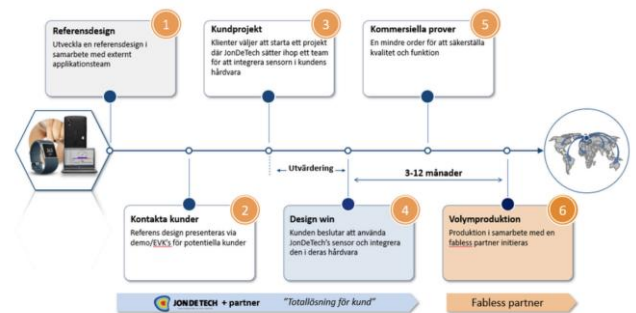 1
Referensdesign
Utveckla en referensdesign i
samarbete med externt
applikationsteam
3
Kundprojekt
Klienter väljer att starta ett projekt
där JonDeTech sätter ihop ett team
för att integrera sensorn i kundens
hårdvara
5
Kommersiella prover
En mindre order för att säkerställa
kvalitet och funktion
Utvärdering
3-12 månader
2
Kontakta kunder
Referens design presenteras via
demo/EVK's för potentiella kunder
4
Design win
Kunden beslutar att använda
JonDeTech's sensor och integrera
den i deras hårdvara
6
Volymproduktion
Produktion i samarbete med en
fabless partner initieras
JONDETECH + partner "Totallösning för kund"
Fabless partner